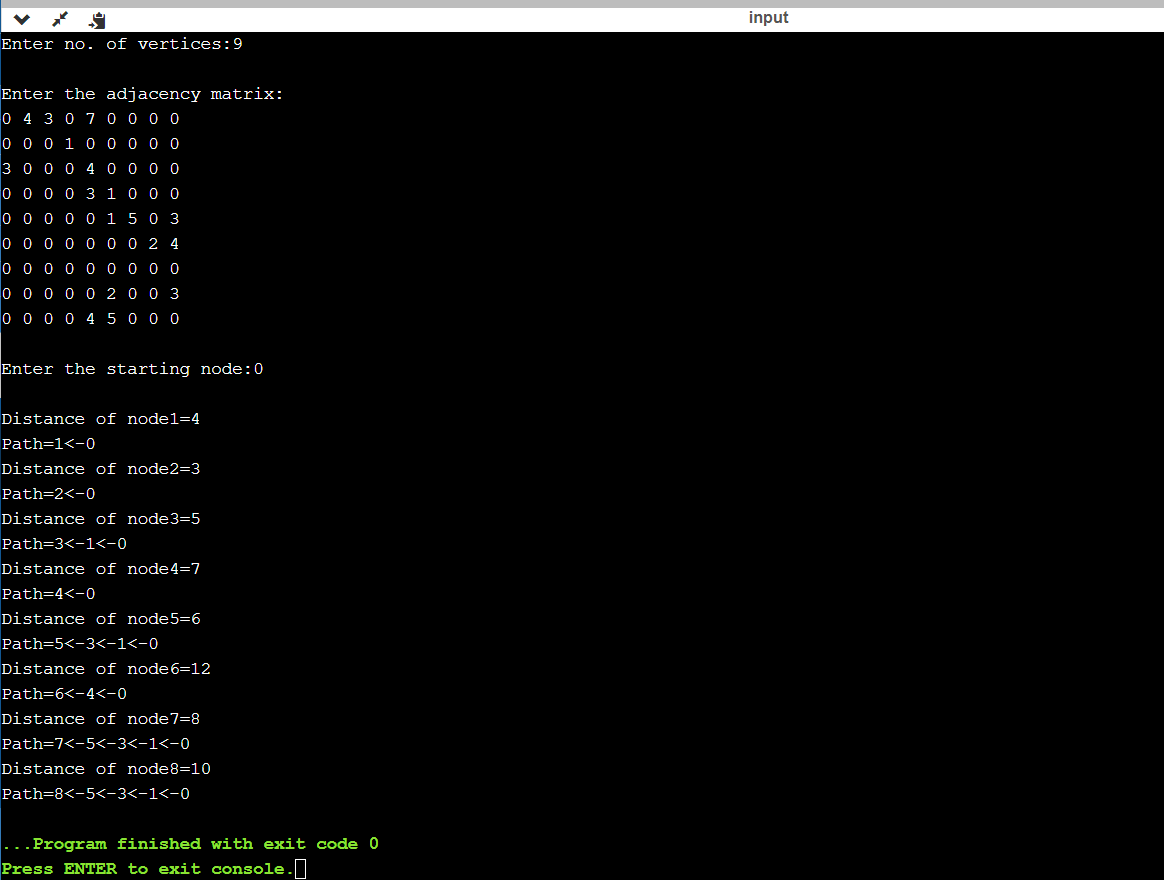 input
Enter no. of vertices:9
Enter the adjacency matrix:
0 4 3 0 7 0 0 0 0
0 0 0 1 0 0 0 0 0
3 0 0 0 4 0 0 0 0
0 0 0 0 3 1 0 0 0
0 0 0 0 0 1 5 0 3
0 0 0 0 0 0 0 2 4
0 0 0 0 0 0 0 0 0
0 0 0 0 0 2 0 0 3
0 0 0 0 4 5 0 0 0
Enter the starting node:0
Distance of node1=4
Path=1<-0
Distance of node2=3
Path=2<-0
Distance of node3=5
Path=3<-1<-0
Distance of node4=7
Path=4<-0
Distance of node5=6
Path=5<-3<-1<-0
Distance of node6=12
Path=6<-4<-0
Distance of node7=8
Path=7<-5<-3<-1<-0
Distance of node8=10
Path=8<-5<-3<-1<-0
...Program finished with exit code 0
Press ENTER to exit console.